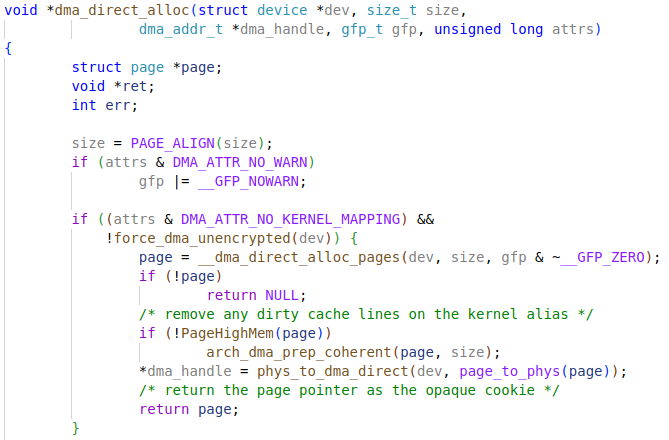 void *dma_direct_alloc(struct device *dev, size_t size,
dma_addr_t *dma_handle, gfp_t gfp, unsigned long attrs)
{
struct page *page;
void *ret;
int err;
size = PAGE_ALIGN(size);
if (attrs & DMA_ATTR_NO_WARN)
gfp |= __GFP_NOWARN;
if ((attrs & DMA_ATTR_NO_KERNEL_MAPPING) &&
!force_dma_unencrypted(dev)) {
page = __dma_direct_alloc_pages(dev, size, gfp & ~__GFP_ZERO);
if (!page)
return NULL;
/* remove any dirty cache lines on the kernel alias */
if (!PageHighMem(page))
arch_dma_prep_coherent(page, size);
*dma_handle = phys_to_dma_direct(dev, page_to_phys(page));
/* return the page pointer as the opaque cookie */
return page;
}